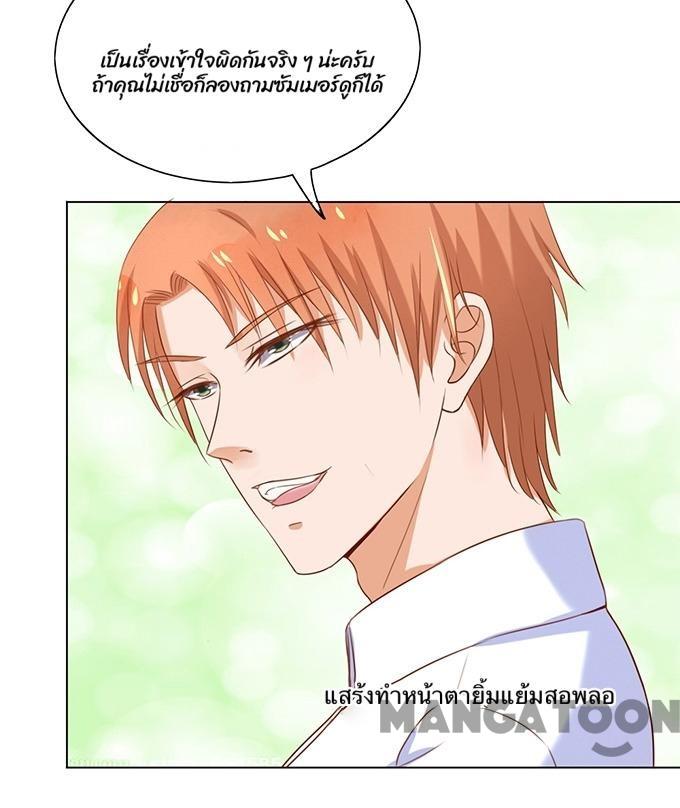 เป็นเรื่องเข้าใจผิดกันจริง ๆ น่ะครับ
ถ้าคุณไม่เชื่อก็ลองถามซัมเมอร์ดูก็ได้
แสร้งทำหน้าตายิ้มแย้มสอพลอ
MANGATOON